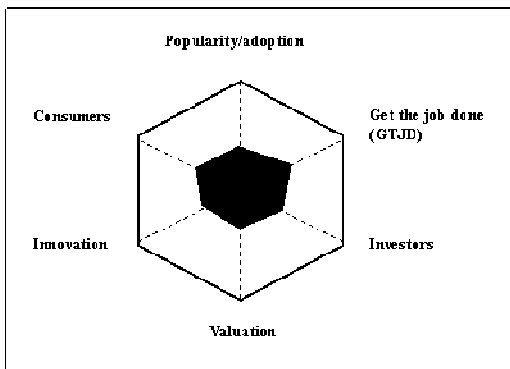 Popularity/adoption
Consumers
Get the job done
(GTJD)
Innovation
Investors
Valuation